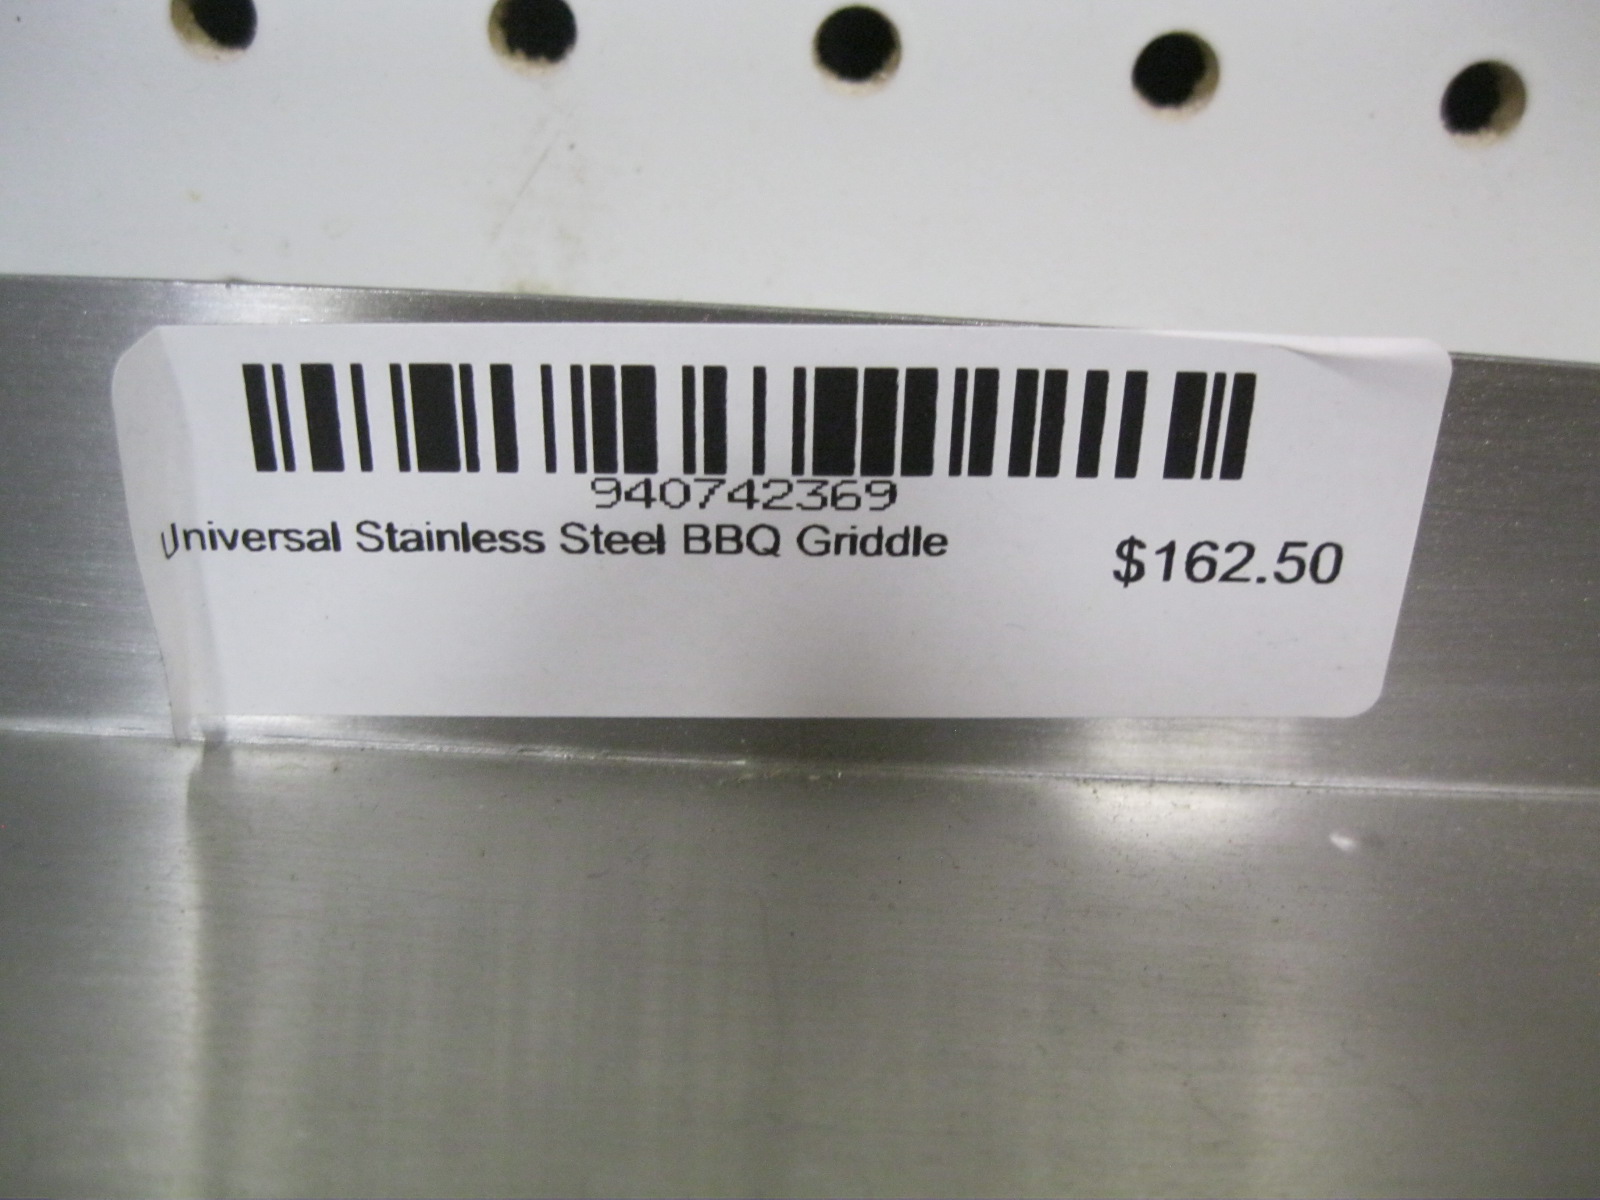 940742369
Universal Stainless Steel BBQ Griddle
$162.50